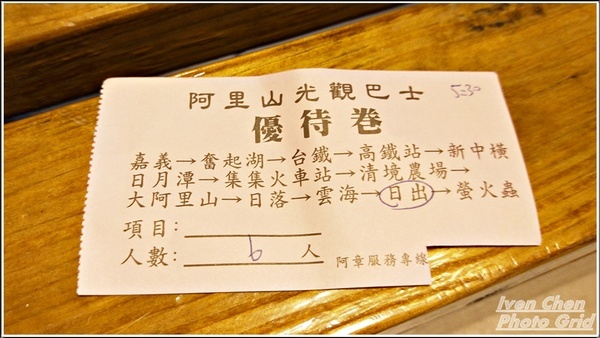 阿里山光觀巴士
5:30
優待卷
嘉義→奮起湖→台鐵→高鐵站→新中橫
日月潭→集集火車站→清境農場→
大阿里山→日落→雲海→日出→螢火蟲
項目:
人數: 6 人
阿章服務專線
Iven Chen
Photo Grid